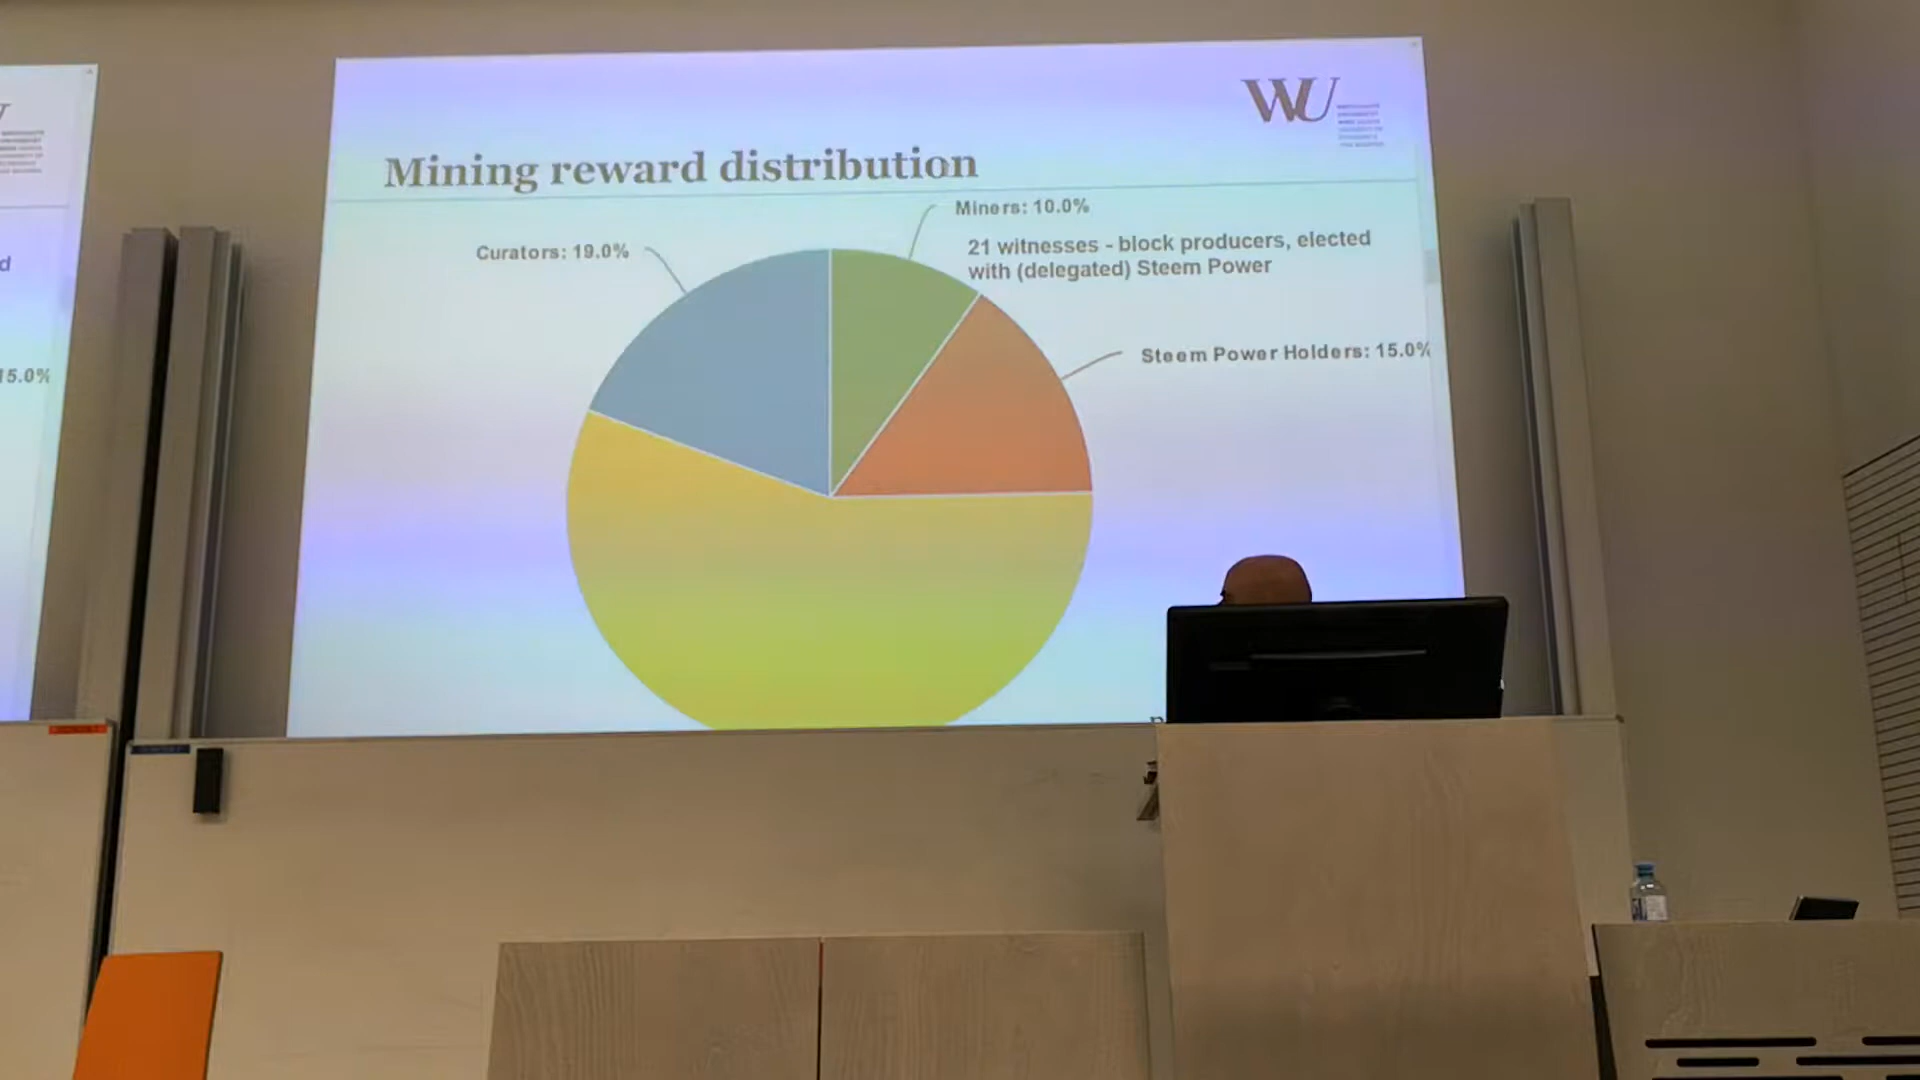 WU
Mining reward distribution
Miners: 10.0%
Curators: 19.0%
21 witnesses - block producers, elected
with (delegated) Steem Power
Steem Power Holders: 15.0%
d
15.0%